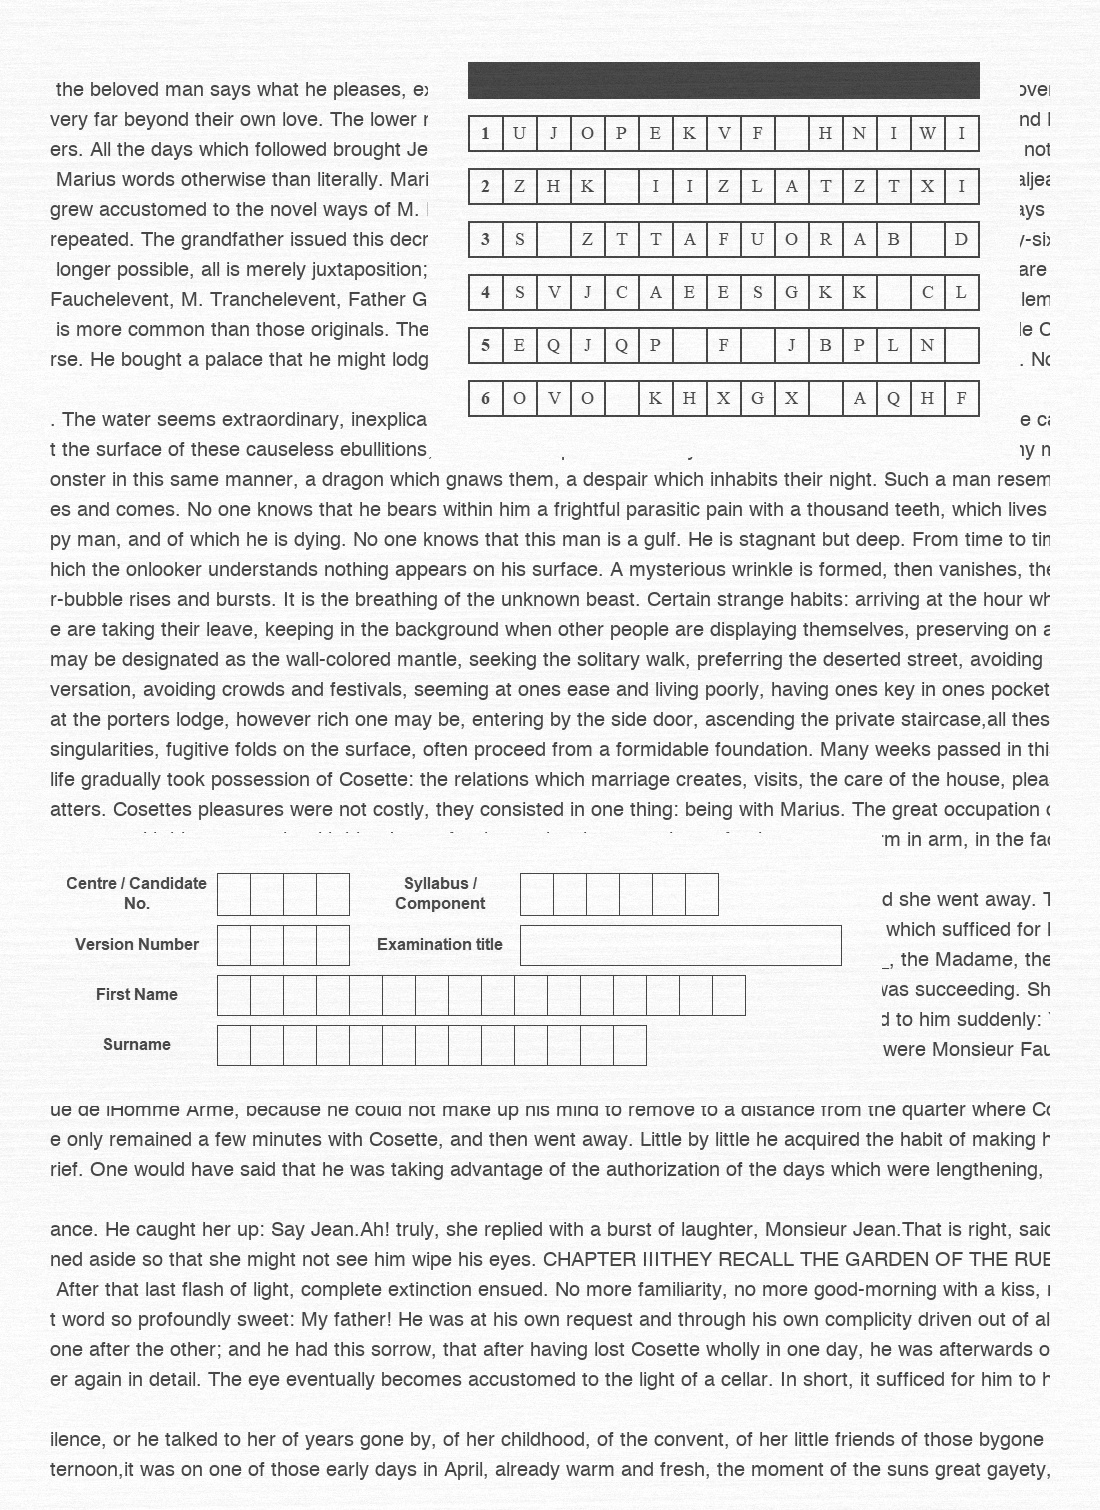 the beloved man says what he pleases, ex
very far beyond their own love. The lower
ers. All the days which followed brought Je
not
Marius words otherwise than literally. Mari
grew accustomed to the novel ways of M.
repeated. The grandfather issued this decr
longer possible, all is merely juxtaposition;
are
Fauchelevent, M. Tranchelevent, Father G
is more common than those originals. The
rse. He bought a palace that he might lodg
1 U J O P E K V F H N I W I
2 Z H K I I Z L A T Z T X I
3 S Z T T A F U O R A B D
4 S V J C A E E S G K K C L
5 E Q J Q P F J B P L N
6 O V O K H X G X A Q H F
. The water seems extraordinary, inexplica
t the surface of these causeless ebullitions,
onster in this same manner, a dragon which gnaws them, a despair which inhabits their night. Such a man resem
es and comes. No one knows that he bears within him a frightful parasitic pain with a thousand teeth, which lives
py man, and of which he is dying. No one knows that this man is a gulf. He is stagnant but deep. From time to tim
hich the onlooker understands nothing appears on his surface. A mysterious wrinkle is formed, then vanishes, the
r-bubble rises and bursts. It is the breathing of the unknown beast. Certain strange habits: arriving at the hour wh
e are taking their leave, keeping in the background when other people are displaying themselves, preserving on a
may be designated as the wall-colored mantle, seeking the solitary walk, preferring the deserted street, avoiding
versation, avoiding crowds and festivals, seeming at ones ease and living poorly, having ones key in ones pocket
at the porters lodge, however rich one may be, entering by the side door, ascending the private staircase,all thes
singularities, fugitive folds on the surface, often proceed from a formidable foundation. Many weeks passed in thi
life gradually took possession of Cosette: the relations which marriage creates, visits, the care of the house, plea
atters. Cosettes pleasures were not costly, they consisted in one thing: being with Marius. The great occupation o
rm in arm, in the fac
Centre / Candidate No.
Syllabus / Component
Version Number
Examination title
First Name
Surname
d she went away. T
which sufficed for
, the Madame, the
was succeeding. Sh
d to him suddenly:
were Monsieur Fau
ue de lHomme Arme, because he could not make up his mind to remove to a distance from the quarter where Co
e only remained a few minutes with Cosette, and then went away. Little by little he acquired the habit of making h
rief. One would have said that he was taking advantage of the authorization of the days which were lengthening,
ance. He caught her up: Say Jean.Ah! truly, she replied with a burst of laughter, Monsieur Jean.That is right, said
ned aside so that she might not see him wipe his eyes. CHAPTER IIITHEY RECALL THE GARDEN OF THE RUE
After that last flash of light, complete extinction ensued. No more familiarity, no more good-morning with a kiss,
t word so profoundly sweet: My father! He was at his own request and through his own complicity driven out of al
one after the other; and he had this sorrow, that after having lost Cosette wholly in one day, he was afterwards o
er again in detail. The eye eventually becomes accustomed to the light of a cellar. In short, it sufficed for him to h
ilence, or he talked to her of years gone by, of her childhood, of the convent, of her little friends of those bygone
ternoon,it was on one of those early days in April, already warm and fresh, the moment of the suns great gayety,